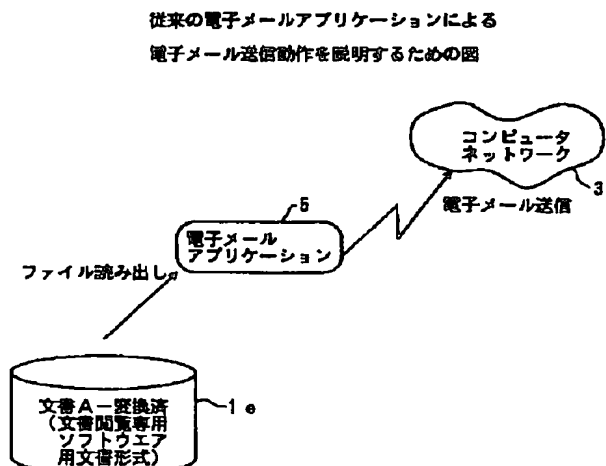 従来の電子メールアプリケーションによる
電子メール送信動作を説明するための図
コンピュータ
ネットワーク
3
電子メール送信
5
電子メール
アプリケーション
ファイル読み出し
文書A−変換済
(文書閲覧専用
ソフトウエア
用文書形式)
1e